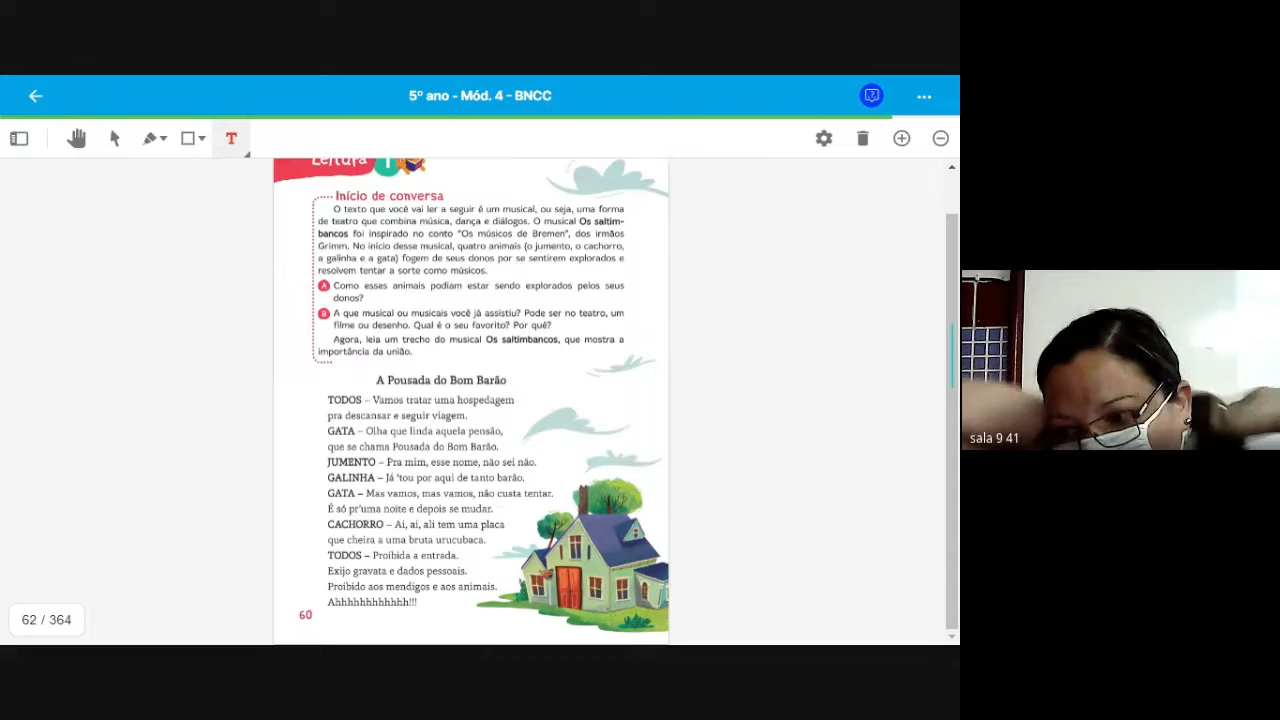 5º ano - Mód. 4 - BNCC
T
Leitura 1
Início de conversa
O texto que você vai ler a seguir é um musical, ou seja, uma forma
de teatro que combina música, dança e diálogos. O musical Os saltim-
bancos foi inspirado no conto "Os músicos de Bremen", dos irmãos
Grimm. No início desse musical, quatro animais (o jumento, o cachorro,
a galinha e a gata) fogem de seus donos por se sentirem explorados e
resolvem tentar a sorte como músicos.
A Como esses animais podiam estar sendo explorados pelos seus
donos?
B A que musical ou musicais você já assistiu? Pode ser no teatro, um
filme ou desenho. Qual é o seu favorito? Por quê?
Agora, leia um trecho do musical Os saltimbancos, que mostra a
importância da união.
A Pousada do Bom Barão
TODOS – Vamos tratar uma hospedagem
pra descansar e seguir viagem.
GATA – Olha que linda aquela pensão,
que se chama Pousada do Bom Barão.
JUMENTO – Pra mim, esse nome, não sei não.
GALINHA – Já 'tou por aqui de tanto barão.
GATA – Mas vamos, mas vamos, não custa tentar.
É só pr'uma noite e depois se mudar.
CACHORRO – Ai, ai, ali tem uma placa
que cheira a uma bruta urucubaca.
TODOS – Proibida a entrada.
Exijo gravata e dados pessoais.
Proibido aos mendigos e aos animais.
Ahhhhhhhhhhhh!!!
60
62 / 364
sala 9 41